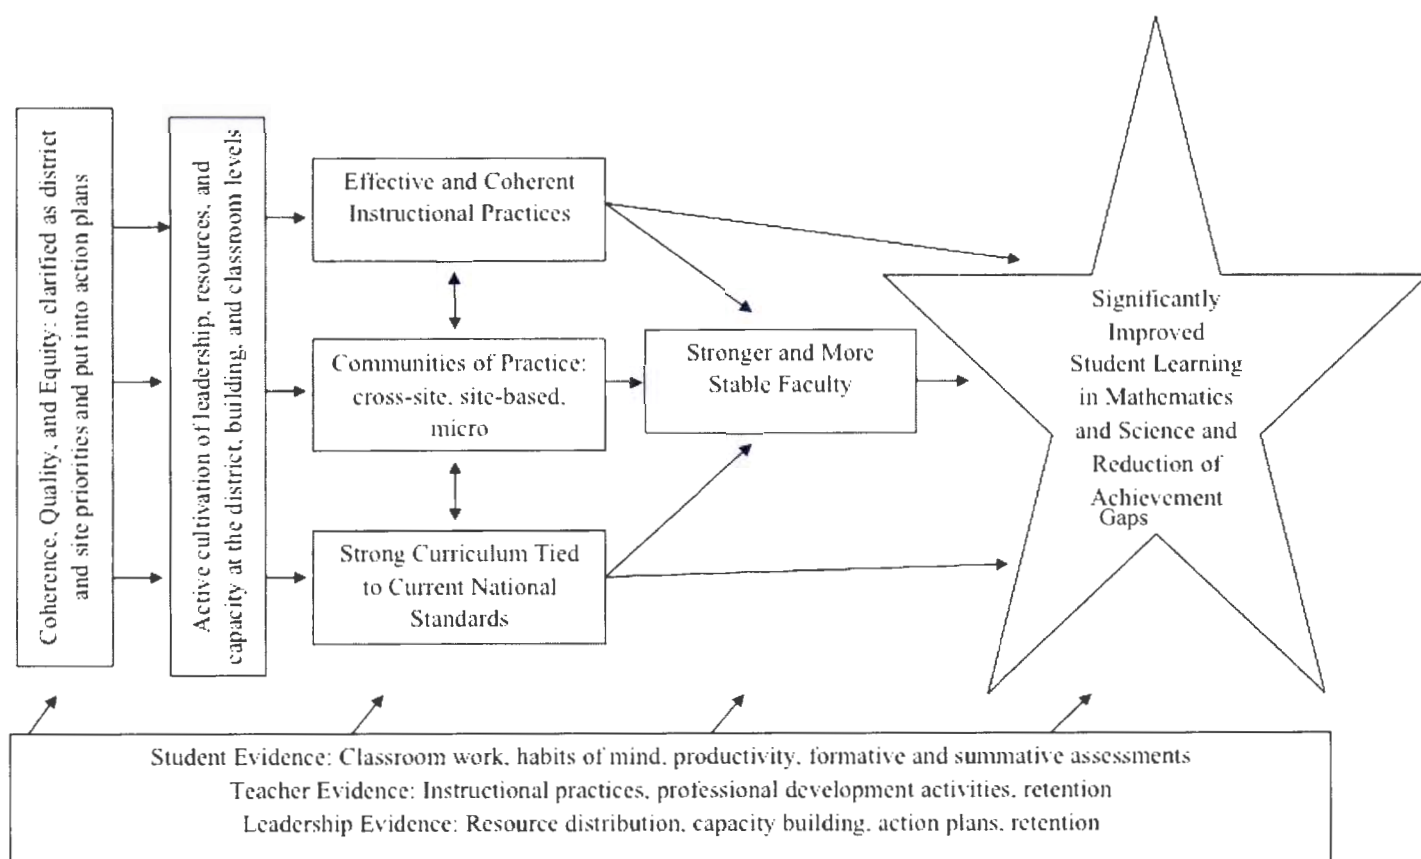 Coherence, Quality, and Equity: clarified as district
and site priorities and put into action plans
Active cultivation of leadership, resources, and
capacity at the district, building, and classroom levels
Effective and Coherent
Instructional Practices
Communities of Practice:
cross-site, site-based,
micro
Strong Curriculum Tied
to Current National
Standards
Stronger and More
Stable Faculty
Significantly
Improved
Student Learning
in Mathematics
and Science and
Reduction of
Achievement
Gaps
Student Evidence: Classroom work, habits of mind, productivity, formative and summative assessments
Teacher Evidence: Instructional practices, professional development activities, retention
Leadership Evidence: Resource distribution, capacity building, action plans, retention